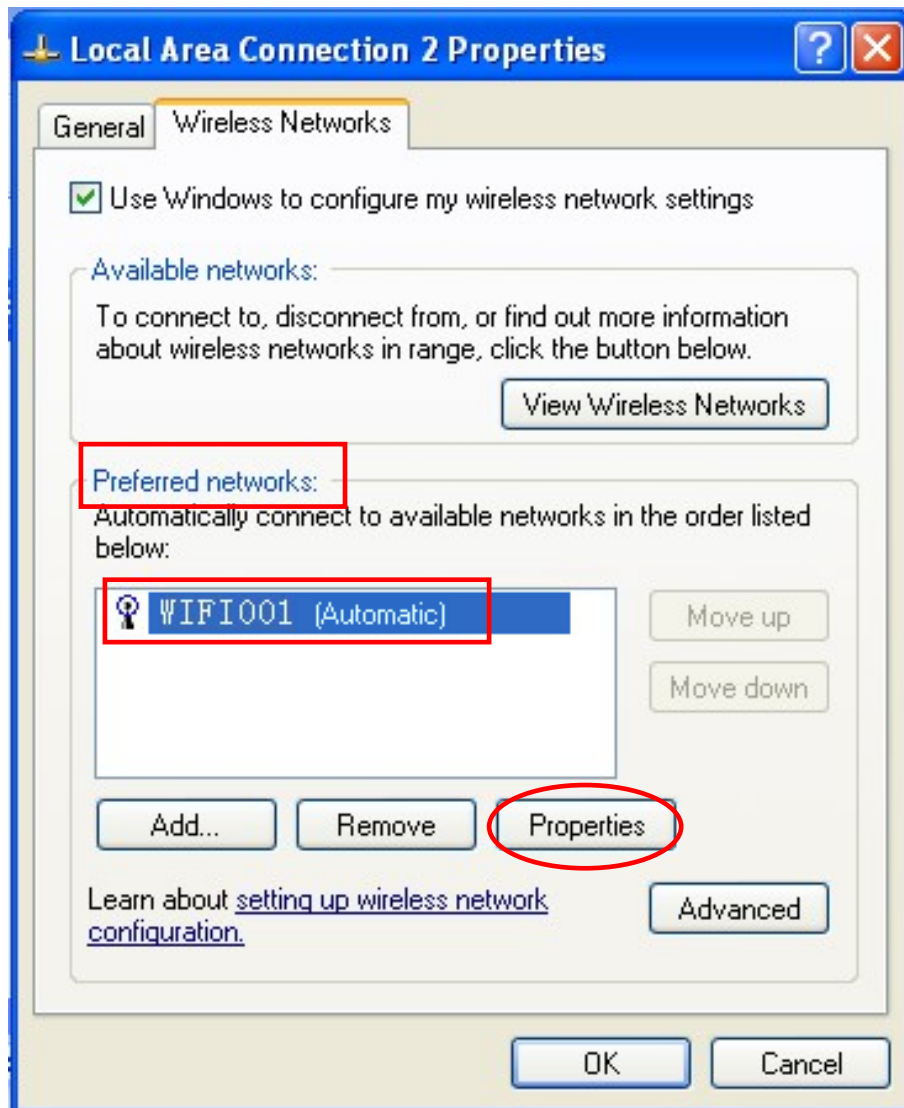 Local Area Connection 2 Properties
General
Wireless Networks
Use Windows to configure my wireless network settings
Available networks:
To connect to, disconnect from, or find out more information
about wireless networks in range, click the button below.
View Wireless Networks
Preferred networks:
Automatically connect to available networks in the order listed
below:
WIFI001 (Automatic)
Move up
Move down
Add...
Remove
Properties
Learn about setting up wireless network
configuration.
Advanced
OK
Cancel